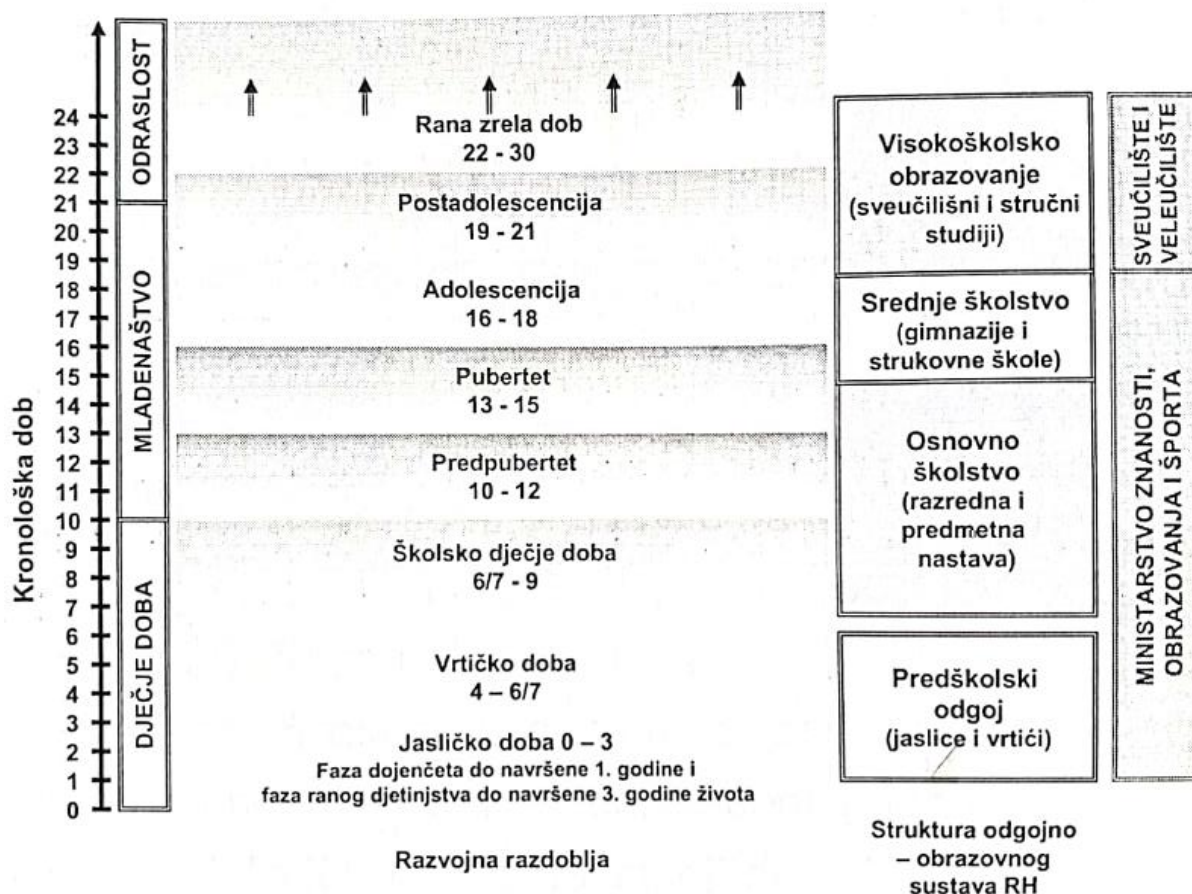 Kronološka dob
24
23
22
21
20
19
18
17
16
15
14
13
12
11
10
9
8
7
6
5
4
3
2
1
0
ODRASLOST
MLADENAŠTVO
DJEČJE DOBA
Rana zrela dob
22 - 30
Postadolescencija
19 - 21
Adolescencija
16 - 18
Pubertet
13 - 15
Predpubertet
10 - 12
Školsko dječje doba
6/7 - 9
Vrtičko doba
4 – 6/7
Jasličko doba 0 – 3
Faza dojenčeta do navršene 1. godine i
faza ranog djetinjstva do navršene 3. godine života
Razvojna razdoblja
Visokoškolsko
obrazovanje
(sveučilišni i stručni
studiji)
Srednje školstvo
(gimnazije i
strukovne škole)
Osnovno
školstvo
(razredna i
predmetna
nastava)
Predškolski
odgoj
(jaslice i vrtići)
Struktura odgojno
– obrazovnog
sustava RH
SVEUČILIŠTE I
VELEUČILIŠTE
MINISTARSTVO ZNANOSTI,
OBRAZOVANJA I ŠPORTA